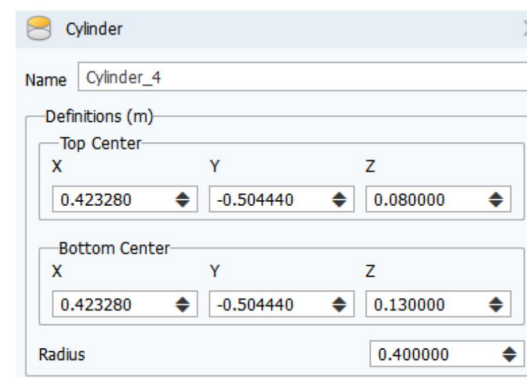 Cylinder
Name Cylinder_4
Definitions (m)
Top Center
X Y Z
0.423280 -0.504440 0.080000
Bottom Center
X Y Z
0.423280 -0.504440 0.130000
Radius 0.400000